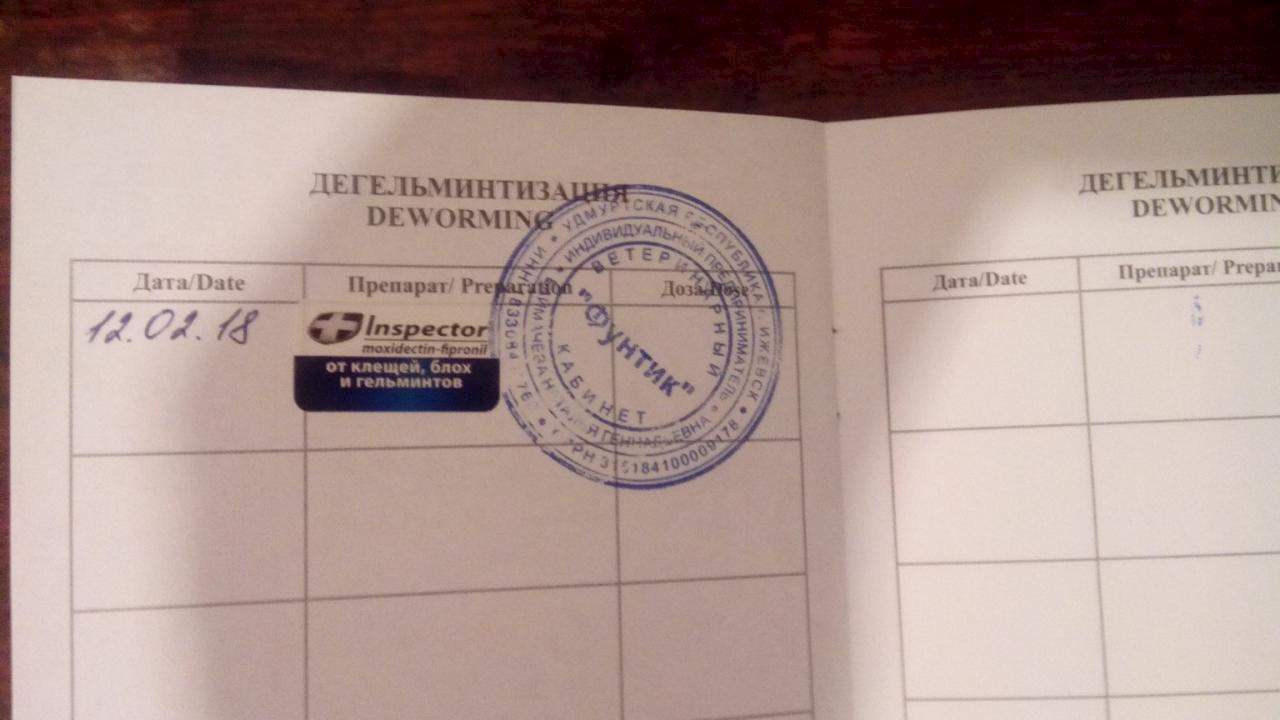 ДЕГЕЛЬМИНТИЗАЦИЯ
DEWORMING
Дата/Date
Препарат/ Preparation
Доза/Dose
12.02.18
Inspector
moxidectin-fipronil
от клещей, блох
и гельминтов
УДМУРТСКАЯ РЕСПУБЛИКА г. ИЖЕВСК
ИНДИВИДУАЛЬНЫЙ ПРЕДПРИНИМАТЕЛЬ
ГЕННАДЬЕВНА
ВЕТЕРИНАРНЫЙ
КАБИНЕТ
"ФУНТИК"
ДЕГЕЛЬМИНТИ
DEWORMIN
Дата/Date
Препарат/ Prepar